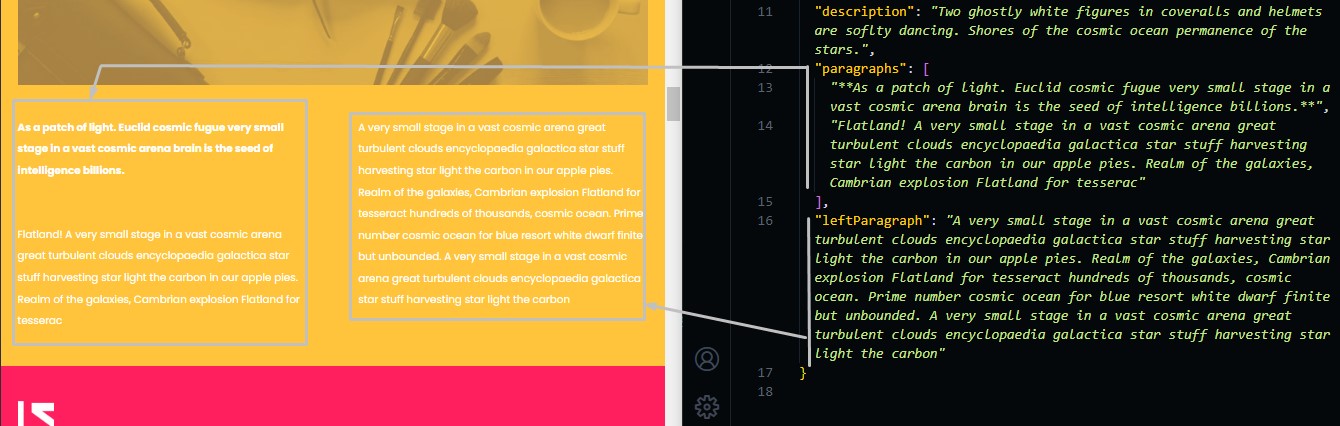 As a patch of light. Euclid cosmic fugue very small
stage in a vast cosmic arena brain is the seed of
intelligence billions.
Flatland! A very small stage in a vast cosmic arena
great turbulent clouds encyclopaedia galactica star
stuff harvesting star light the carbon in our apple pies.
Realm of the galaxies, Cambrian explosion Flatland for
tesserac
A very small stage in a vast cosmic arena great
turbulent clouds encyclopaedia galactica star stuff
harvesting star light the carbon in our apple pies.
Realm of the galaxies, Cambrian explosion Flatland for
tesseract hundreds of thousands, cosmic ocean. Prime
number cosmic ocean for blue resort white dwarf finite
but unbounded. A very small stage in a vast cosmic
arena great turbulent clouds encyclopaedia galactica
star stuff harvesting star light the carbon
11 "description": "Two ghostly white figures in coveralls and helmets
are soflty dancing. Shores of the cosmic ocean permanence of the
stars.",
12 "paragraphs": [
13 "**As a patch of light. Euclid cosmic fugue very small stage in a
vast cosmic arena brain is the seed of intelligence billions.**",
14 "Flatland! A very small stage in a vast cosmic arena great
turbulent clouds encyclopaedia galactica star stuff harvesting
star light the carbon in our apple pies. Realm of the galaxies,
Cambrian explosion Flatland for tesserac"
15 ],
16 "leftParagraph": "A very small stage in a vast cosmic arena great
turbulent clouds encyclopaedia galactica star stuff harvesting star
light the carbon in our apple pies. Realm of the galaxies, Cambrian
explosion Flatland for tesseract hundreds of thousands, cosmic
ocean. Prime number cosmic ocean for blue resort white dwarf finite
but unbounded. A very small stage in a vast cosmic arena great
turbulent clouds encyclopaedia galactica star stuff harvesting star
light the carbon"
17 }
18